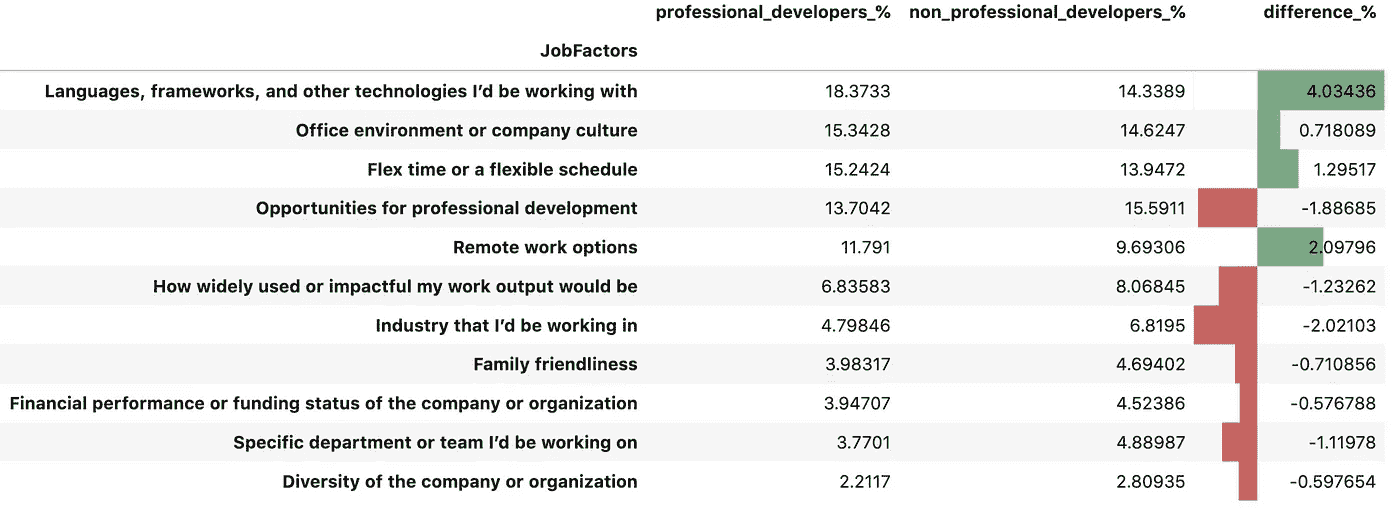 professional_developers_% non_professional_developers_% difference_%
JobFactors
Languages, frameworks, and other technologies I’d be working with 18.3733 14.3389 4.03436
Office environment or company culture 15.3428 14.6247 0.718089
Flex time or a flexible schedule 15.2424 13.9472 1.29517
Opportunities for professional development 13.7042 15.5911 -1.88685
Remote work options 11.791 9.69306 2.09796
How widely used or impactful my work output would be 6.83583 8.06845 -1.23262
Industry that I’d be working in 4.79846 6.8195 -2.02103
Family friendliness 3.98317 4.69402 -0.710856
Financial performance or funding status of the company or organization 3.94707 4.52386 -0.576788
Specific department or team I’d be working on 3.7701 4.88987 -1.11978
Diversity of the company or organization 2.2117 2.80935 -0.597654